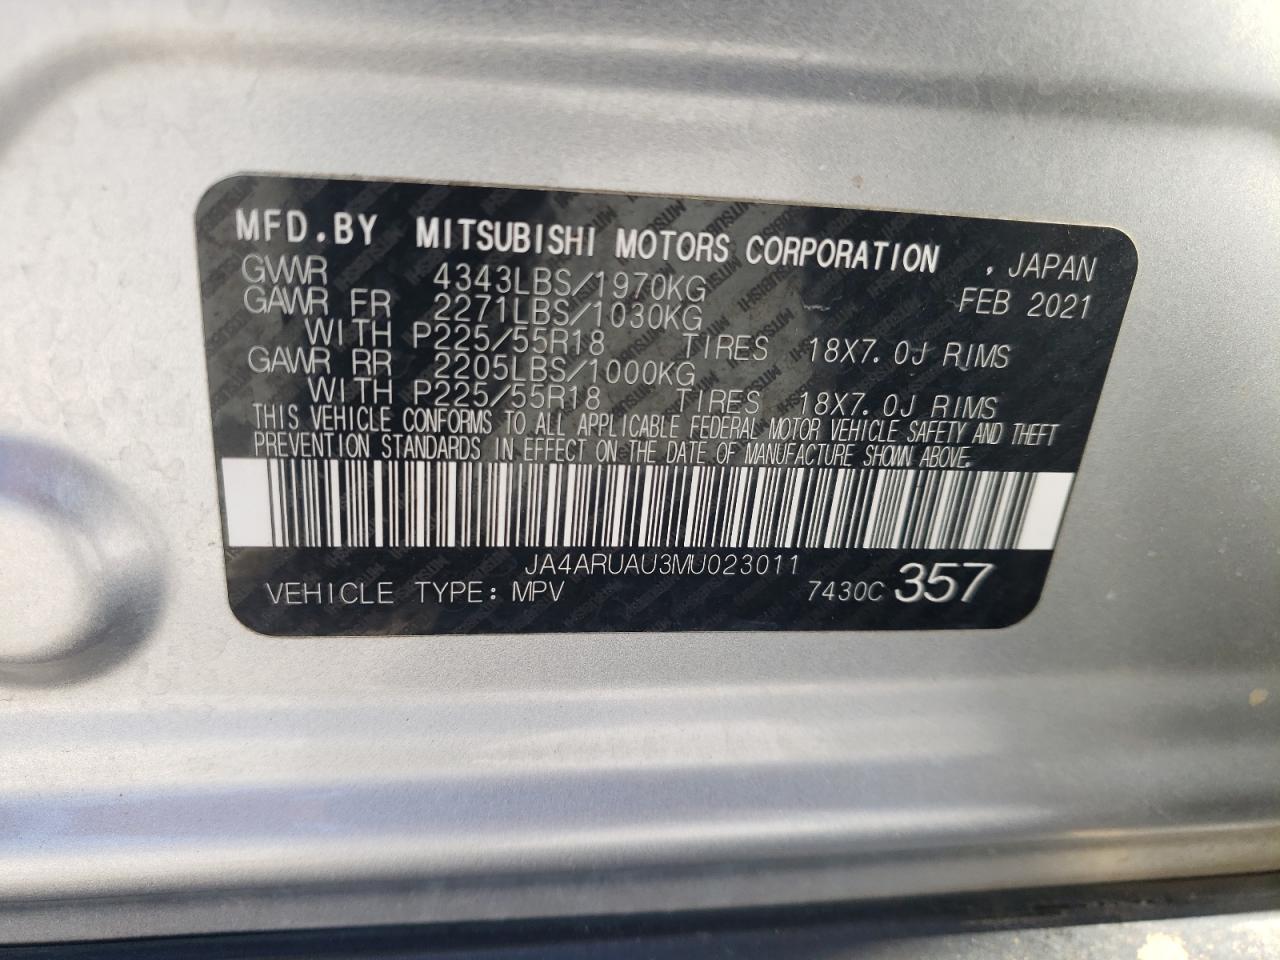 MFD.BY MITSUBISHI MOTORS CORPORATION , JAPAN
GVWR 4343LBS/1970KG FEB 2021
GAWR FR 2271LBS/1030KG
WITH P225/55R18 TIRES 18X7.0J RIMS
GAWR RR 2205LBS/1000KG
WITH P225/55R18 TIRES 18X7.0J RIMS
THIS VEHICLE CONFORMS TO ALL APPLICABLE FEDERAL MOTOR VEHICLE SAFETY AND THEFT
PREVENTION STANDARDS IN EFFECT ON THE DATE OF MANUFACTURE SHOWN ABOVE.
JA4ARUAU3MU023011
VEHICLE TYPE: MPV 7430C 357